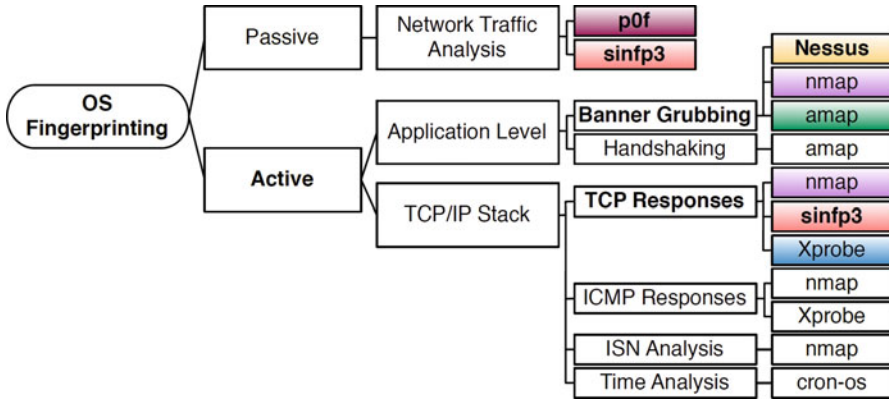 OS
Fingerprinting
Passive
Network Traffic
Analysis
p0f
sinfp3
Active
Application Level
Banner Grubbing
Nessus
nmap
amap
Handshaking
amap
TCP/IP Stack
TCP Responses
nmap
sinfp3
Xprobe
ICMP Responses
nmap
Xprobe
ISN Analysis
nmap
Time Analysis
cron-os